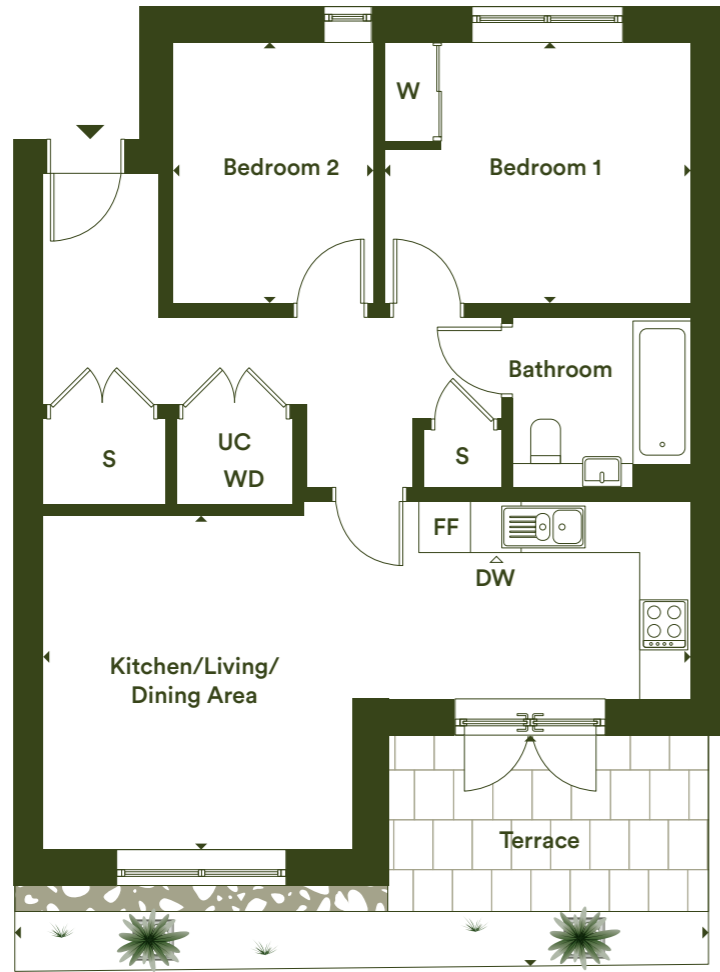 W
Bedroom 2
Bedroom 1
Bathroom
S
UC
WD
S
FF
DW
Kitchen/Living/
Dining Area
Terrace